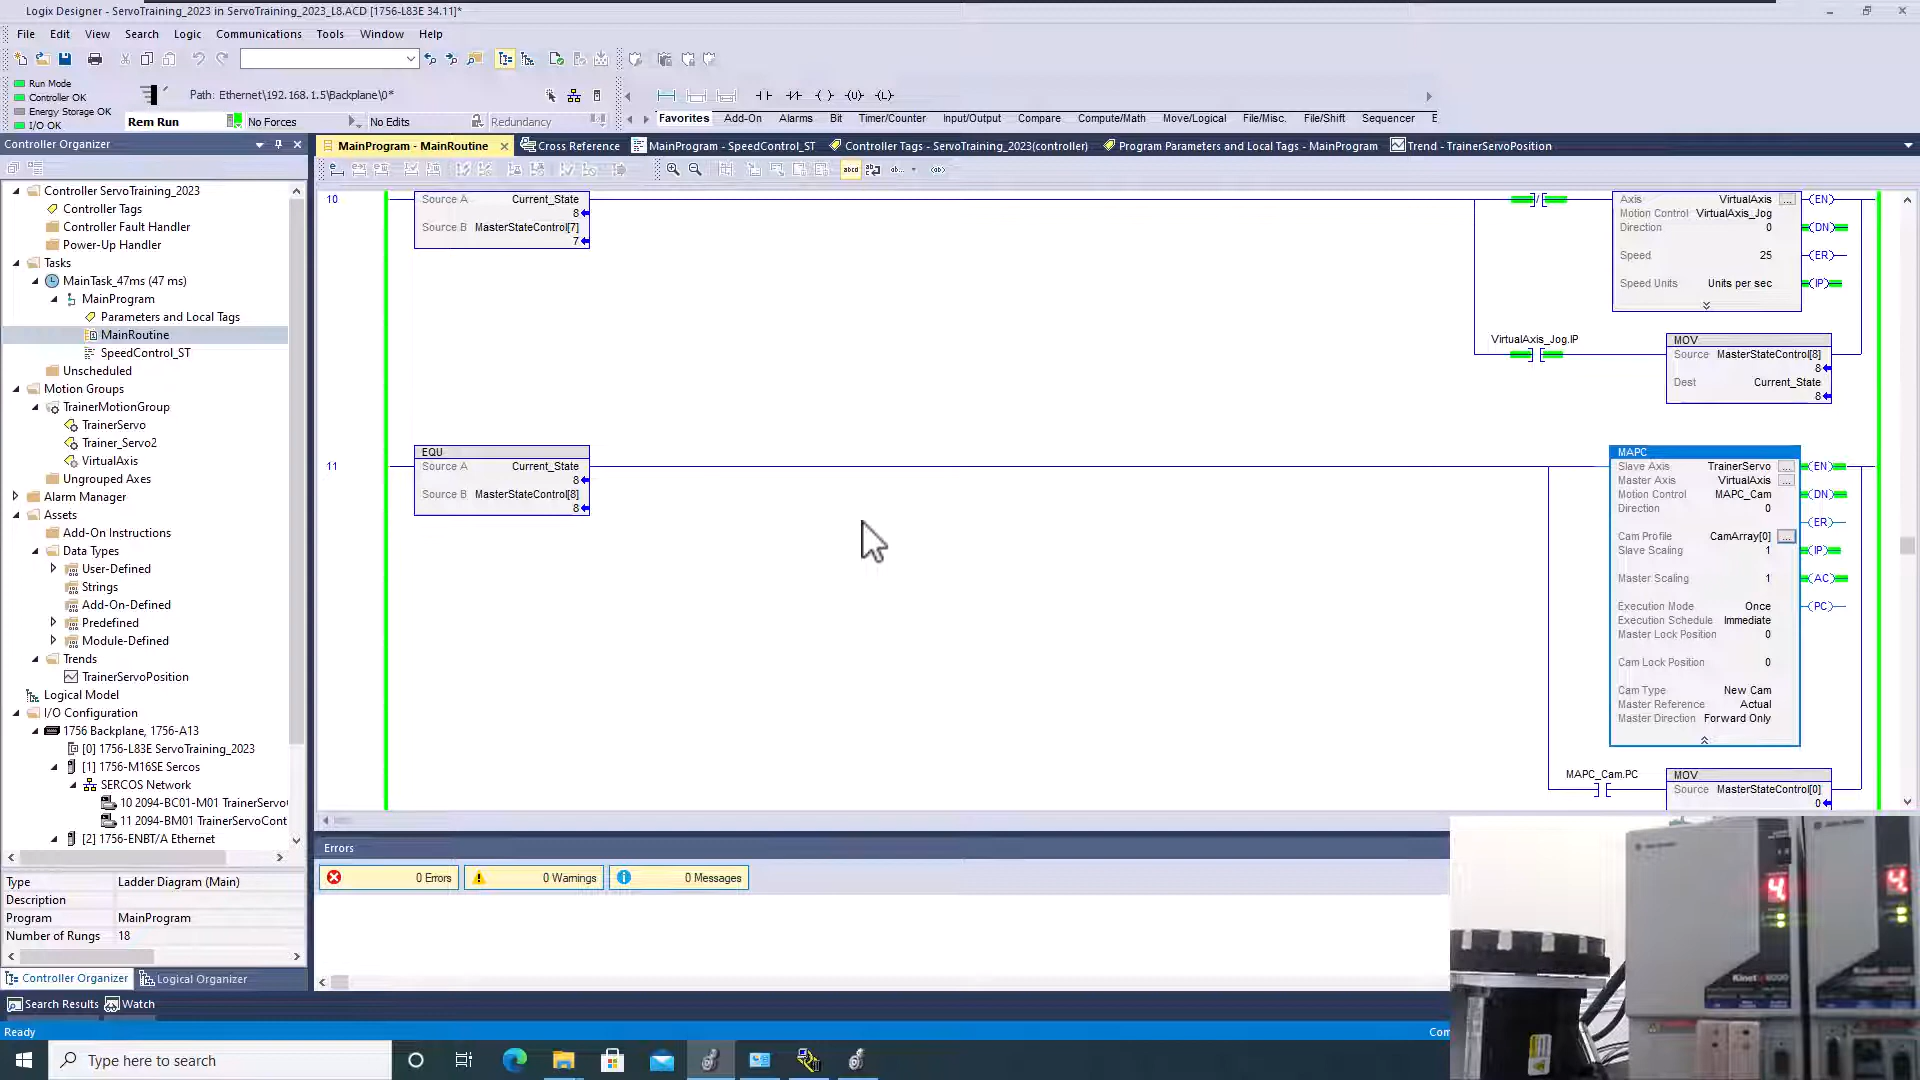 Logix Designer - ServoTraining_2023 in ServoTraining_2023_L8.ACD [1756-L83E 34.11]*
File Edit View Search Logic Communications Tools Window Help
Run Mode
Controller OK
Energy Storage OK
I/O OK
Path: Ethernet\192.168.1.5\Backplane\0*
Rem Run No Forces No Edits Redundancy
Favorites Add-On Alarms Bit Timer/Counter Input/Output Compare Compute/Math Move/Logical File/Misc. File/Shift Sequencer E
Controller Organizer
MainProgram - MainRoutine Cross Reference MainProgram - SpeedControl_ST Controller Tags - ServoTraining_2023(controller) Program Parameters and Local Tags - MainProgram Trend - TrainerServoPosition
Controller ServoTraining_2023
Controller Tags
Controller Fault Handler
Power-Up Handler
Tasks
MainTask_47ms (47 ms)
MainProgram
Parameters and Local Tags
MainRoutine
SpeedControl_ST
Unscheduled
Motion Groups
TrainerMotionGroup
TrainerServo
Trainer_Servo2
VirtualAxis
Ungrouped Axes
Alarm Manager
Assets
Add-On Instructions
Data Types
User-Defined
Strings
Add-On-Defined
Predefined
Module-Defined
Trends
TrainerServoPosition
Logical Model
I/O Configuration
1756 Backplane, 1756-A13
[0] 1756-L83E ServoTraining_2023
[1] 1756-M16SE Sercos
SERCOS Network
10 2094-BC01-M01 TrainerServo
11 2094-BM01 TrainerServoCont
[2] 1756-ENBT/A Ethernet
Type Ladder Diagram (Main)
Description
Program MainProgram
Number of Rungs 18
Controller Organizer Logical Organizer
Search Results Watch
Ready
10
Source A Current_State
8
Source B MasterStateControl[7]
7
Axis VirtualAxis ... (EN)
Motion Control VirtualAxis_Jog
Direction 0 (DN)
Speed 25 (ER)
Speed Units Units per sec (IP)
VirtualAxis_Jog.IP
MOV
Source MasterStateControl[8]
8
Dest Current_State
8
11
EQU
Source A Current_State
8
Source B MasterStateControl[8]
8
MAPC
Slave Axis TrainerServo ... (EN)
Master Axis VirtualAxis ...
Motion Control MAPC_Cam (DN)
Direction 0
(ER)
Cam Profile CamArray[0] ...
Slave Scaling 1 (IP)
Master Scaling 1 (AC)
Execution Mode Once (PC)
Execution Schedule Immediate
Master Lock Position 0
Cam Lock Position 0
Cam Type New Cam
Master Reference Actual
Master Direction Forward Only
MAPC_Cam.PC
MOV
Source MasterStateControl[0]
0
Errors
0 Errors 0 Warnings 0 Messages
Com
4 4
Type here to search